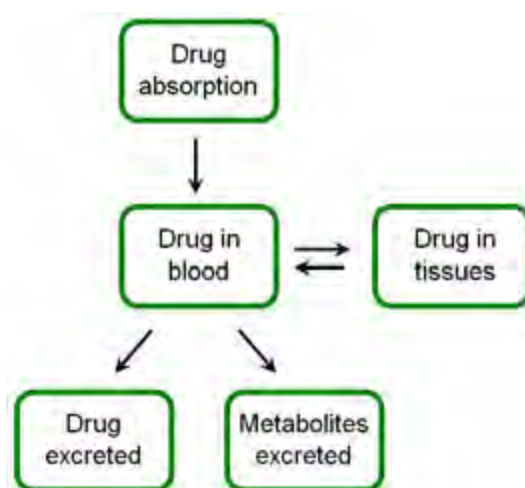 Drug
absorption
Drug in
blood
Drug in
tissues
Drug
excreted
Metabolites
excreted